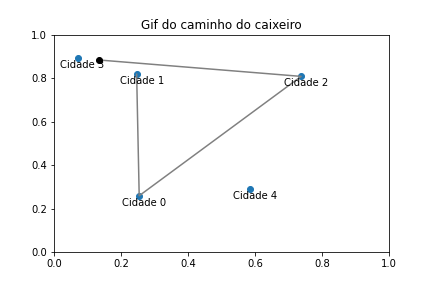 Gif do caminho do caixeiro
1.0
0.8
0.6
0.4
0.2
0.0
Cidade 3
Cidade 1
Cidade 2
Cidade 0
Cidade 4
0.0 0.2 0.4 0.6 0.8 1.0